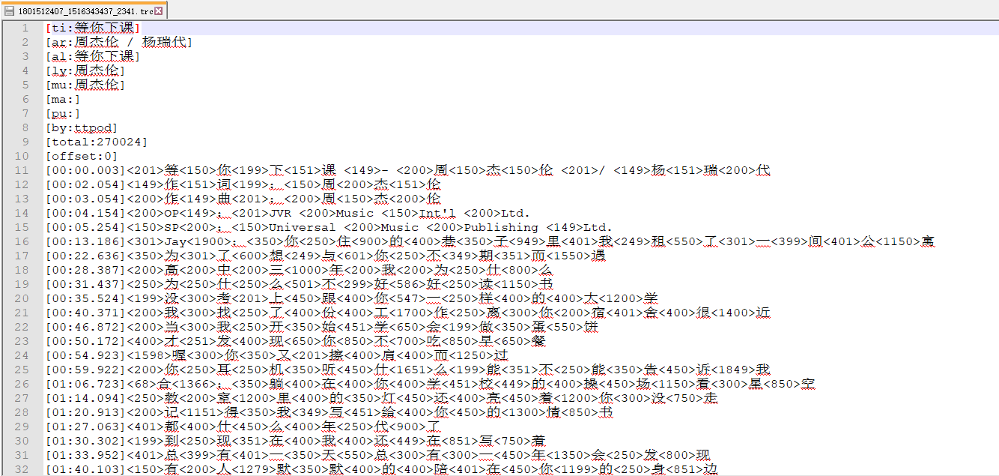 1801512407_1516343437_2341.trc
1 [ti:等你下课]
2 [ar:周杰伦 / 杨瑞代]
3 [al:等你下课]
4 [ly:周杰伦]
5 [mu:周杰伦]
6 [ma:]
7 [pu:]
8 [by:ttpod]
9 [total:270024]
10 [offset:0]
11 [00:00.003]<201>等<150>你<199>下<151>课 <149>- <200>周<150>杰<150>伦 <201>/ <149>杨<151>瑞<200>代
12 [00:02.054]<149>作<151>词<199>：<150>周<200>杰<151>伦
13 [00:03.054]<200>作<149>曲<201>：<200>周<150>杰<200>伦
14 [00:04.154]<200>OP<149>：<201>JVR <200>Music <150>Int'l <200>Ltd.
15 [00:05.254]<150>SP<200>：<150>Universal <200>Music <200>Publishing <149>Ltd.
16 [00:13.186]<301>Jay<1900>：<350>你<250>住<900>的<400>巷<350>子<949>里<401>我<249>租<550>了<301>一<399>间<401>公<1150>寓
17 [00:22.636]<350>为<301>了<600>想<249>与<601>你<250>不<349>期<351>而<1550>遇
18 [00:28.387]<200>高<200>中<200>三<1000>年<200>我<200>为<250>什<800>么
19 [00:31.437]<250>为<250>什<250>么<501>不<299>好<586>好<250>读<1150>书
20 [00:35.524]<199>没<300>考<201>上<450>跟<400>你<547>一<250>样<400>的<400>大<1200>学
21 [00:40.371]<200>我<300>找<250>了<400>份<400>工<1700>作<250>离<300>你<200>宿<401>舍<400>很<1400>近
22 [00:46.872]<200>当<300>我<250>开<350>始<451>学<650>会<199>做<350>蛋<550>饼
23 [00:50.172]<400>才<251>发<400>现<650>你<850>不<700>吃<850>早<650>餐
24 [00:54.923]<1598>喔<300>你<350>又<201>擦<400>肩<400>而<1250>过
25 [00:59.922]<200>你<250>耳<250>机<350>听<450>什<1651>么<199>能<351>不<250>能<350>告<450>诉<1849>我
26 [01:06.723]<68>合<1366>：<350>躺<400>在<400>你<400>学<451>校<449>的<400>操<450>场<1150>看<300>星<850>空
27 [01:14.094]<250>教<200>室<1200>里<400>的<350>灯<450>还<400>亮<450>着<1200>你<300>没<750>走
28 [01:20.913]<200>记<1151>得<350>我<349>写<451>给<400>你<450>的<1300>情<850>书
29 [01:27.063]<401>都<400>什<450>么<400>年<250>代<900>了
30 [01:30.302]<199>到<250>现<351>在<400>我<400>还<449>在<851>写<750>着
31 [01:33.952]<401>总<399>有<401>一<350>天<550>总<300>有<300>一<450>年<1350>会<250>发<800>现
32 [01:40.103]<150>有<200>人<1279>默<350>默<400>的<400>陪<401>在<450>你<1199>的<250>身<851>边